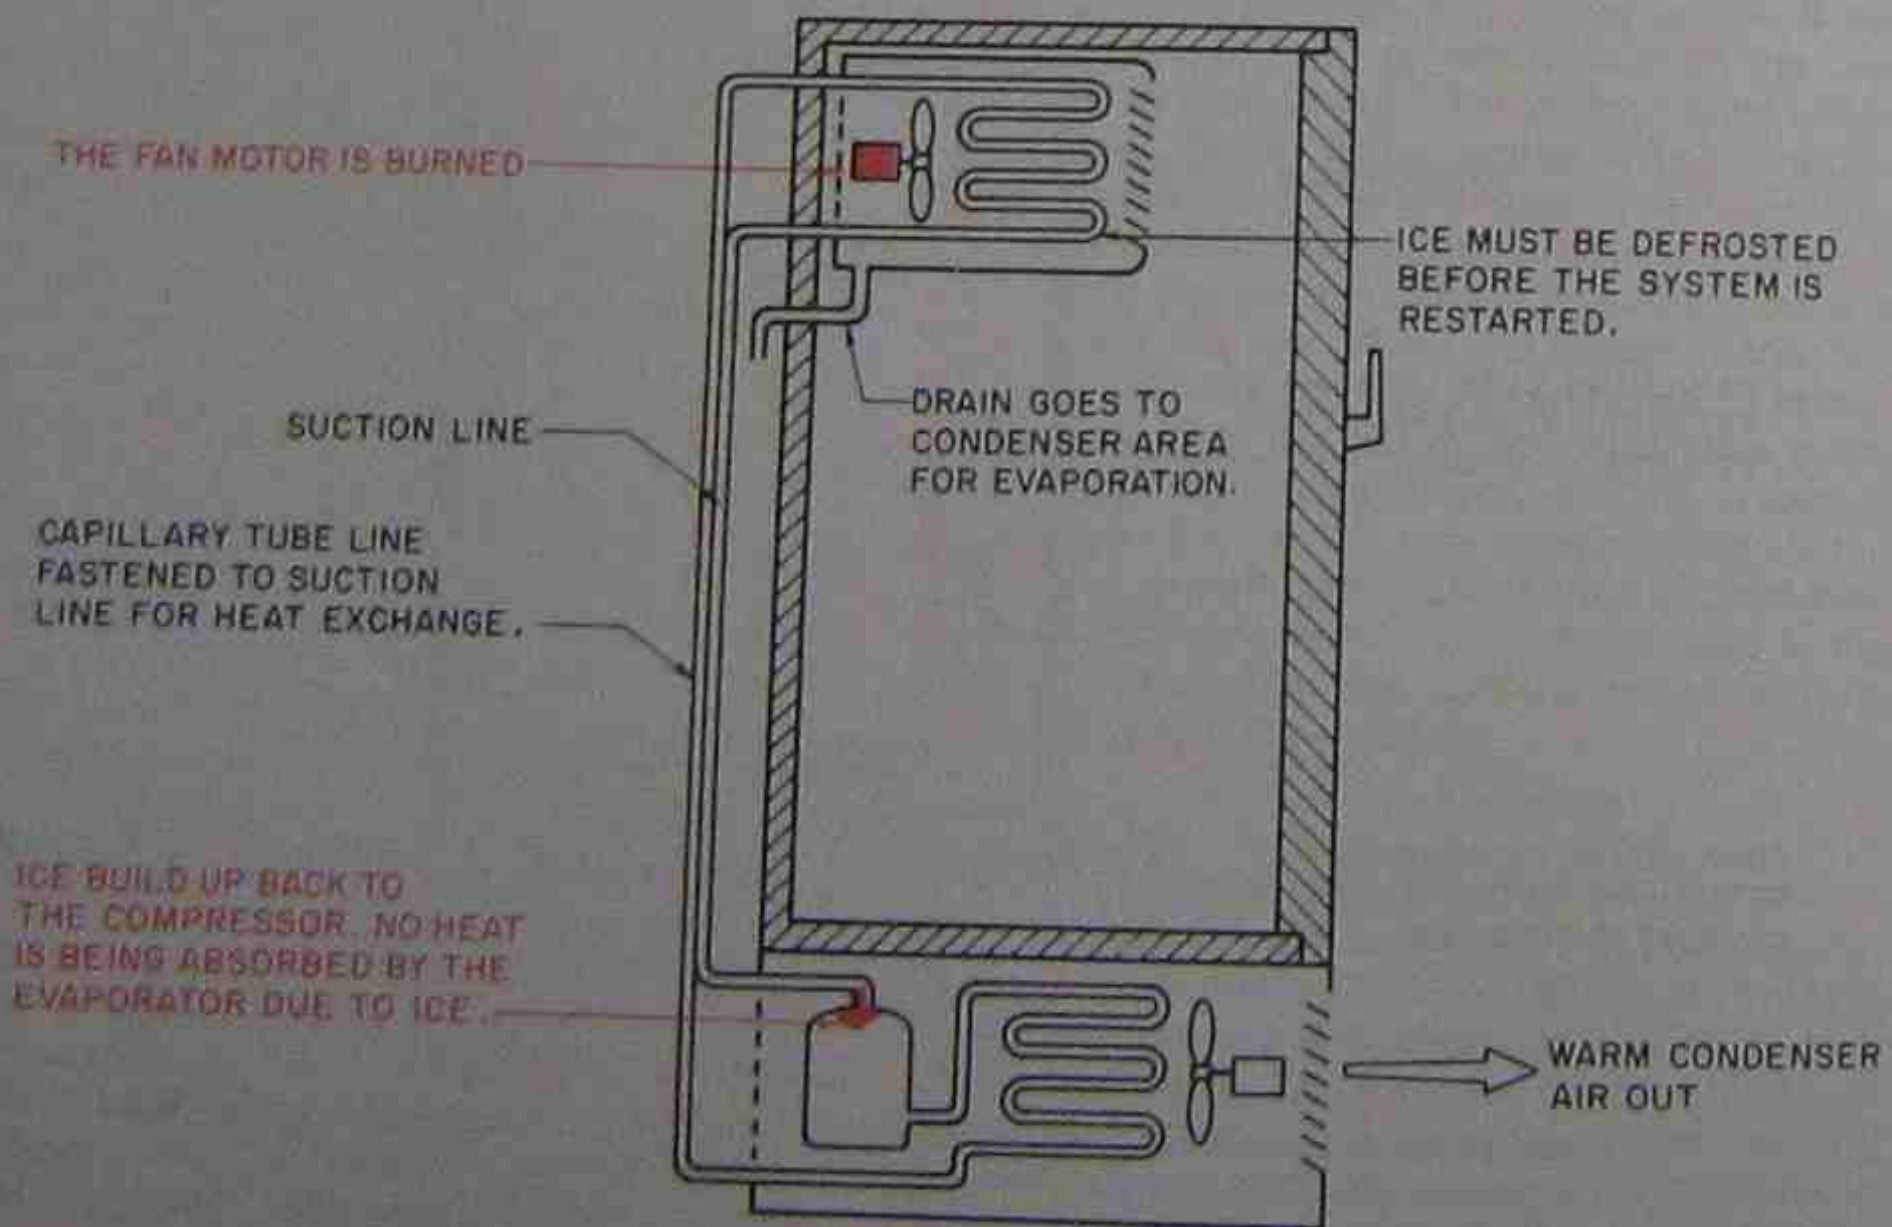 THE FAN MOTOR IS BURNED
ICE MUST BE DEFROSTED
BEFORE THE SYSTEM IS
RESTARTED.
DRAIN GOES TO
CONDENSER AREA
FOR EVAPORATION.
SUCTION LINE
CAPILLARY TUBE LINE
FASTENED TO SUCTION
LINE FOR HEAT EXCHANGE.
ICE BUILD UP BACK TO
THE COMPRESSOR. NO HEAT
IS BEING ABSORBED BY THE
EVAPORATOR DUE TO ICE.
WARM CONDENSER
AIR OUT